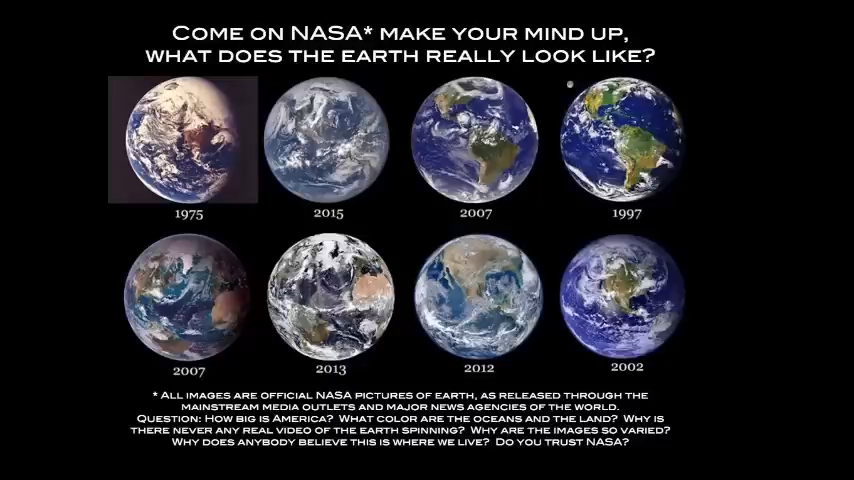 Come on NASA* make your mind up,
what does the earth really look like?
1975
2015
2007
1997
2007
2013
2012
2002
* All images are official NASA pictures of earth, as released through the
mainstream media outlets and major news agencies of the world.
Question: How big is America? What color are the oceans and the land? Why is
there never any real video of the earth spinning? Why are the images so varied?
Why does anybody believe this is where we live? Do you trust NASA?